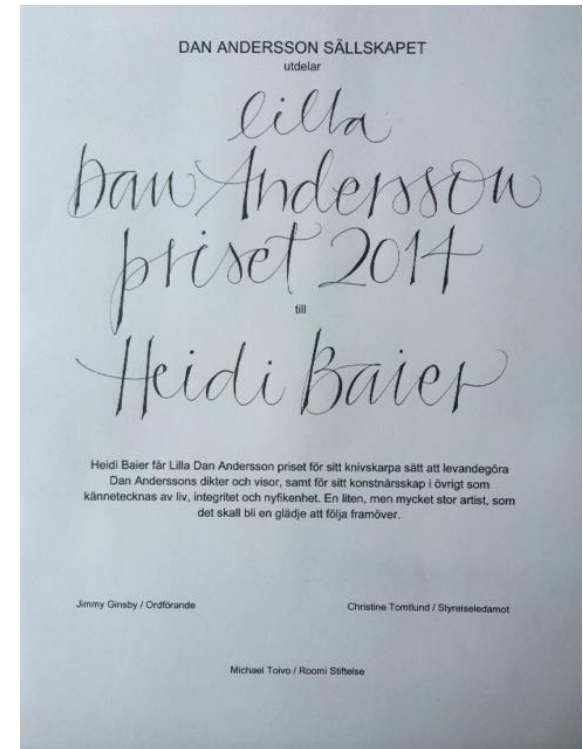 DAN ANDERSSON SÄLLSKAPET
utdelar
lilla
Dan Andersson
priset 2014
till
Heidi Baier
Heidi Baier får Lilla Dan Andersson priset för sitt knivskarpa sätt att levandegöra
Dan Anderssons dikter och visor, samt för sitt konstnärsskap i övrigt som
kännetecknas av liv, integritet och nyfikenhet. En liten, men mycket stor artist, som
det skall bli en glädje att följa framöver.
Jimmy Ginsby / Ordförande
Christine Tomtlund / Styrelseledamot
Michael Toivo / Roomi Stiftelse